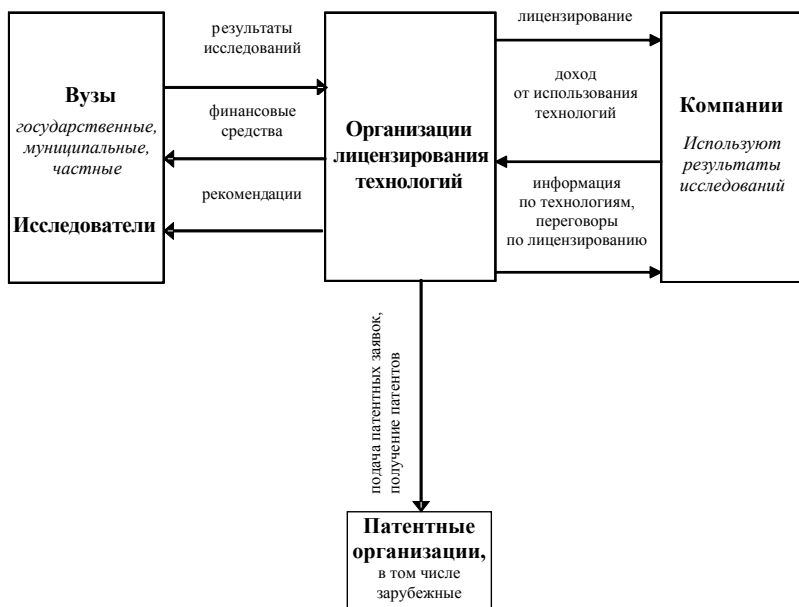 Вузы
государственные,
муниципальные,
частные
Исследователи
результаты
исследований
финансовые
средства
рекомендации
Организации
лицензирования
технологий
лицензирование
доход
от использования
технологий
информация
по технологиям,
переговоры
по лицензированию
Компании
Используют
результаты
исследований
подача патентных заявок,
получение патентов
Патентные
организации,
в том числе
зарубежные